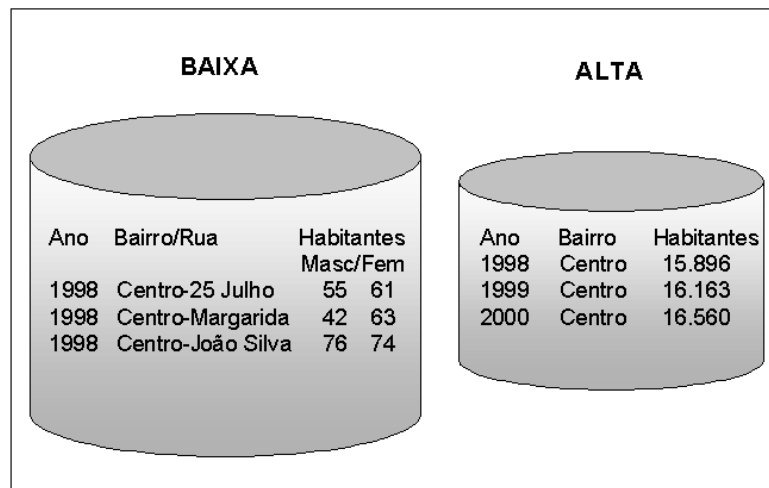 BAIXA
Ano Bairro/Rua Habitantes
Masc/Fem
1998 Centro-25 Julho 55 61
1998 Centro-Margarida 42 63
1998 Centro-João Silva 76 74
ALTA
Ano Bairro Habitantes
1998 Centro 15.896
1999 Centro 16.163
2000 Centro 16.560